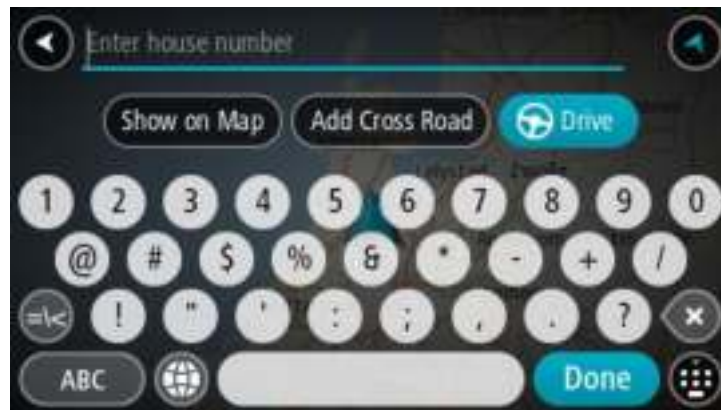 Enter house number
Show on Map Add Cross Road Drive
1 2 3 4 5 6 7 8 9 0
@ # $ % & * - + /
=\< ! " ' : ; , . ?
ABC Done